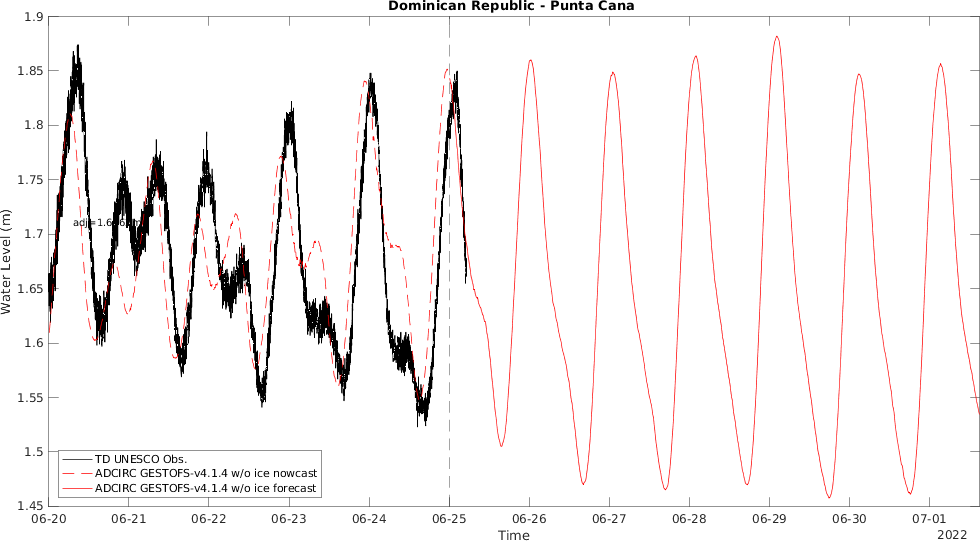 Dominican Republic - Punta Cana
Water Level (m)
1.9
1.85
1.8
1.75
1.7
1.65
1.6
1.55
1.5
1.45
TD UNESCO Obs.
ADCIRC GESTOFS-v4.1.4 w/o ice nowcast
ADCIRC GESTOFS-v4.1.4 w/o ice forecast
06-20 06-21 06-22 06-23 06-24 06-25 06-26 06-27 06-28 06-29 06-30 07-01
Time
2022